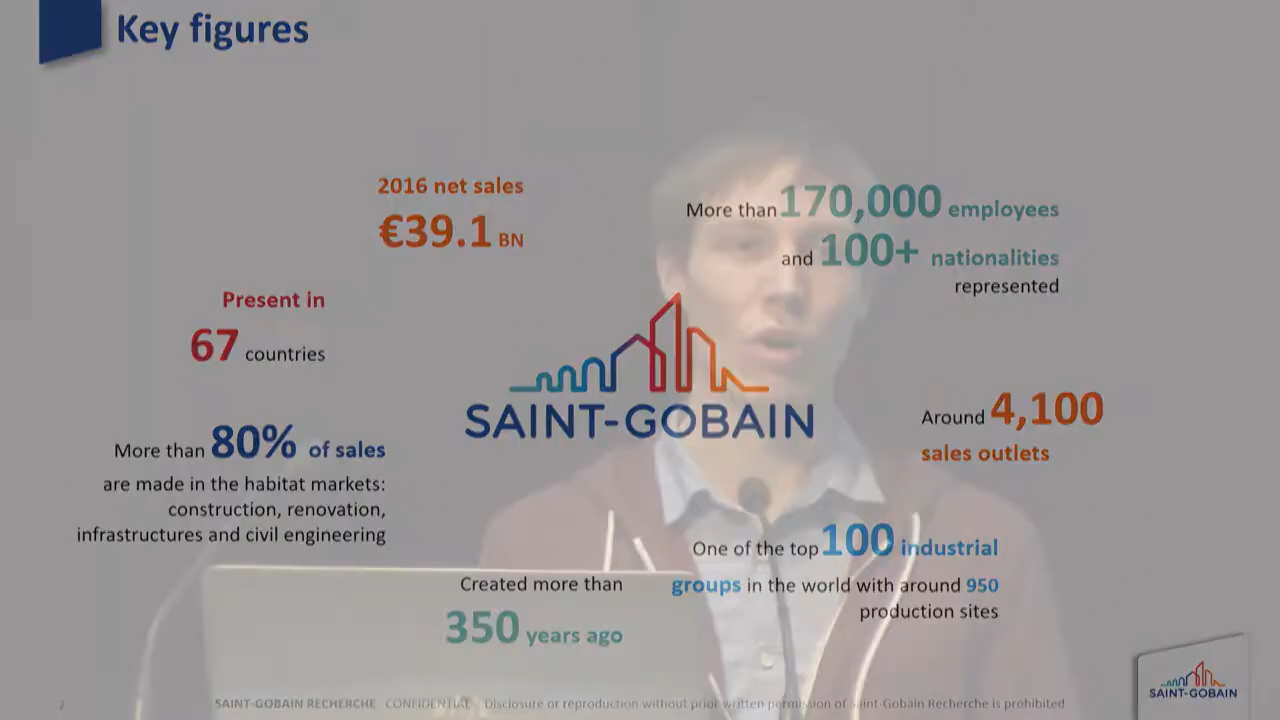 Key figures
2016 net sales
€39.1 BN
More than 170,000 employees
and 100+ nationalities
represented
Present in
67 countries
SAINT-GOBAIN
Around 4,100
sales outlets
More than 80% of sales
are made in the habitat markets:
construction, renovation,
infrastructures and civil engineering
One of the top 100 industrial
groups in the world with around 950
production sites
Created more than
350 years ago
2
SAINT-GOBAIN RECHERCHE CONFIDENTIAL - Disclosure or reproduction without prior written permission of Saint-Gobain Recherche is prohibited
SAINT-GOBAIN